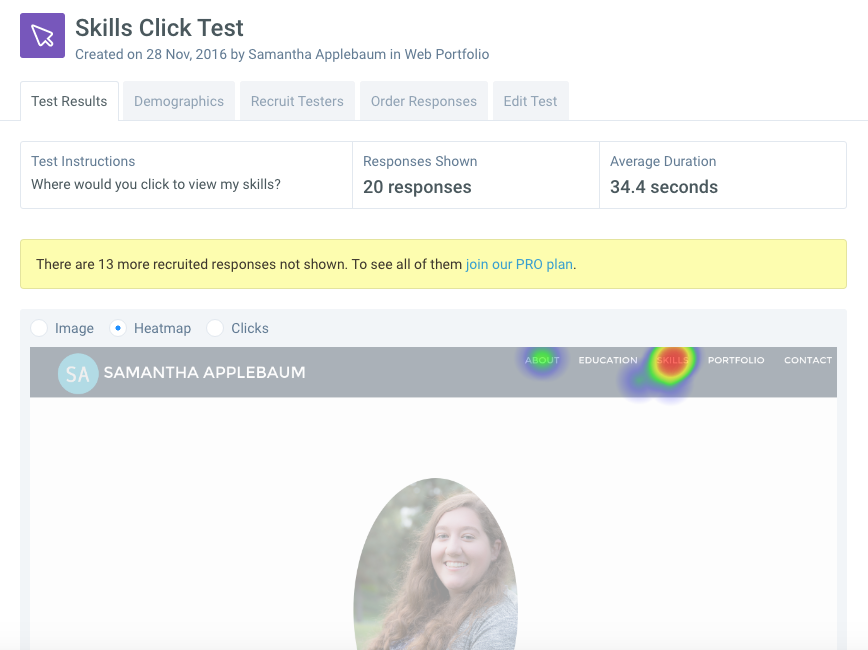 Skills Click Test
Created on 28 Nov, 2016 by Samantha Applebaum in Web Portfolio
Test Results Demographics Recruit Testers Order Responses Edit Test
Test Instructions Responses Shown Average Duration
Where would you click to view my skills? 20 responses 34.4 seconds
There are 13 more recruited responses not shown. To see all of them join our PRO plan.
Image Heatmap Clicks
ABOUT EDUCATION SKILLS PORTFOLIO CONTACT
SA SAMANTHA APPLEBAUM